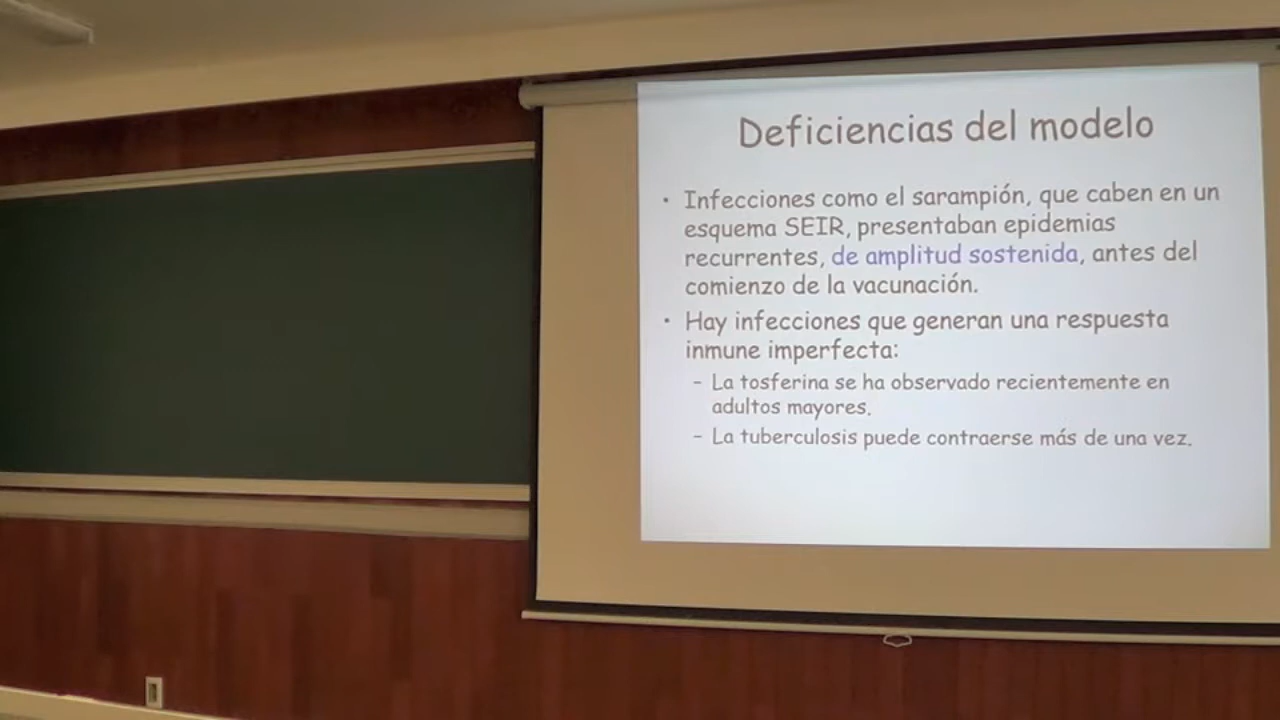 Deficiencias del modelo
• Infecciones como el sarampión, que caben en un
esquema SEIR, presentaban epidemias
recurrentes, de amplitud sostenida, antes del
comienzo de la vacunación.
• Hay infecciones que generan una respuesta
inmune imperfecta:
– La tosferina se ha observado recientemente en
adultos mayores.
– La tuberculosis puede contraerse más de una vez.